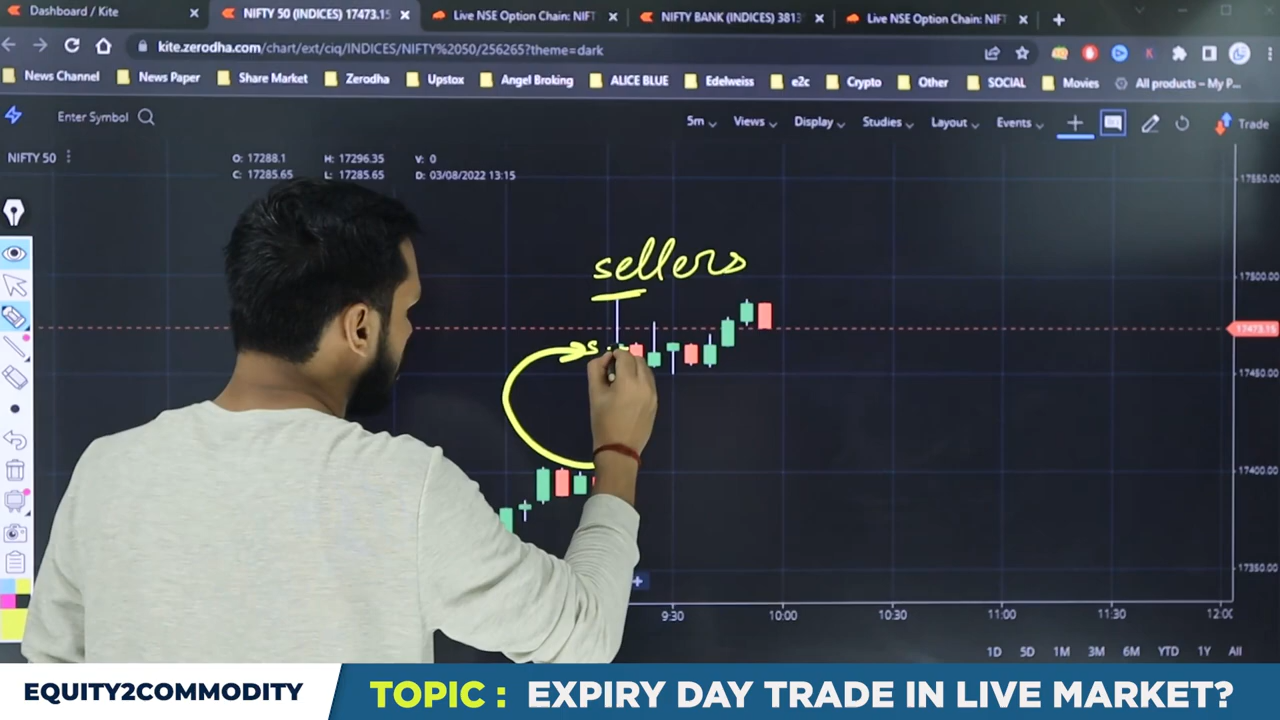 Dashboard / Kite
NIFTY 50 (INDICES) 17473.15
Live NSE Option Chain: NIFT
NIFTY BANK (INDICES) 3813
Live NSE Option Chain: NIFT
kite.zerodha.com/chart/ext/ciq/INDICES/NIFTY%2050/256265?theme=dark
News Channel News Paper Share Market Zerodha Upstox Angel Broking ALICE BLUE Edelweiss e2c Crypto Other SOCIAL Movies All products – My P...
Enter Symbol 5m Views Display Studies Layout Events Trade
NIFTY 50
O: 17288.1 H: 17296.35 V: 0
C: 17285.65 L: 17285.65 D: 03/08/2022 13:15
17550.00
sellers
17500.00
17473.15
17450.00
17400.00
17350.00
9:30 10:00 10:30 11:00 11:30 12:00
1D 5D 1M 3M 6M YTD 1Y All
EQUITY2COMMODITY
TOPIC : EXPIRY DAY TRADE IN LIVE MARKET?